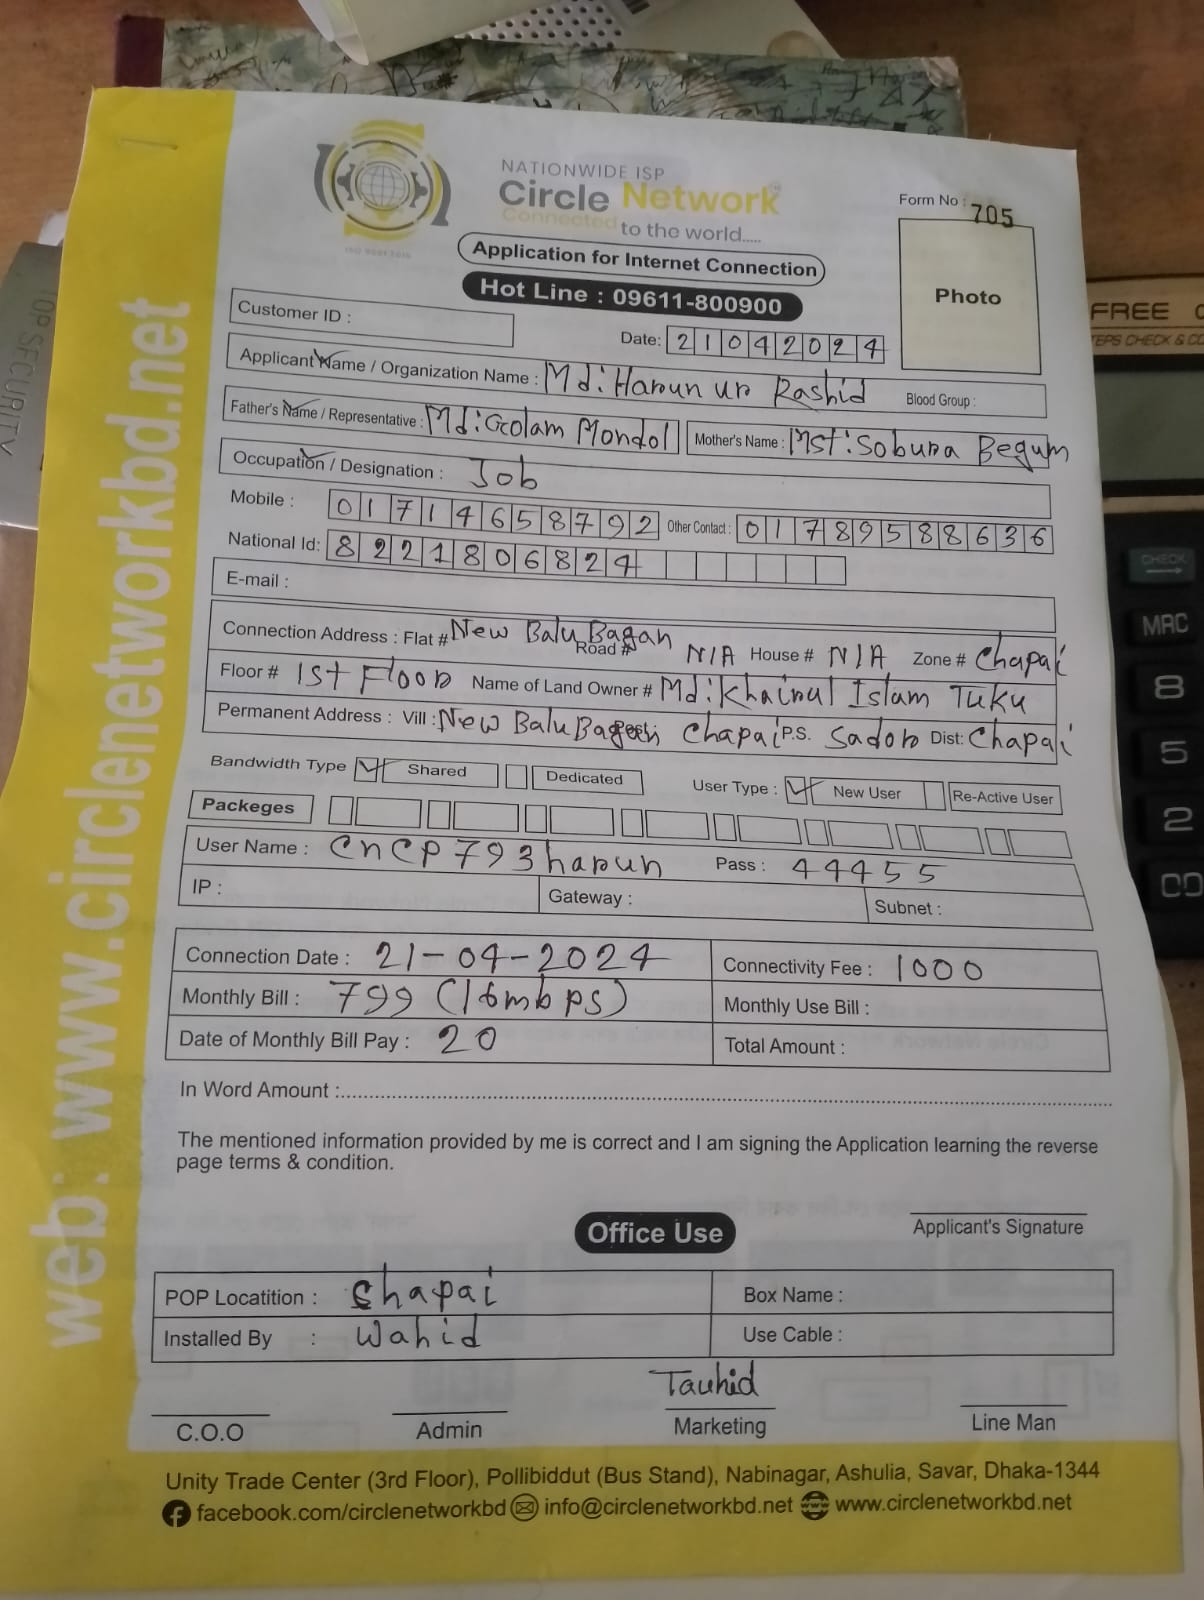 NATIONWIDE ISP
Circle Network
Connected to the world.....
ISO 9001:2015
Form No : 705
Application for Internet Connection
Hot Line : 09611-800900
Photo
Customer ID :
Date: 21042024
Applicant Name / Organization Name : Md: Harun ur Rashid Blood Group :
Father's Name / Representative : Md: Golam Mondol Mother's Name : Mst: Sobura Begum
Occupation / Designation : Job
Mobile : 01714658792 Other Contact : 01789588636
National Id: 8221806824
E-mail :
Connection Address : Flat # New Balu Bagan Road # N/A House # N/A Zone # Chapai
Floor # 1st Floor Name of Land Owner # Md: Khairul Islam Tuku
Permanent Address : Vill : New Balu Bagan Post: Chapai P.S. Sador Dist: Chapai
Bandwidth Type Shared Dedicated User Type : New User Re-Active User
Packeges
User Name : CnCP793harun Pass : 44455
IP : Gateway : Subnet :
Connection Date : 21-04-2024 Connectivity Fee : 1000
Monthly Bill : 799 (16mbps) Monthly Use Bill :
Date of Monthly Bill Pay : 20 Total Amount :
In Word Amount :
The mentioned information provided by me is correct and I am signing the Application learning the reverse
page terms & condition.
Applicant's Signature
Office Use
POP Locatition : Chapai Box Name :
Installed By : Wahid Use Cable :
Tauhid
C.O.O Admin Marketing Line Man
Unity Trade Center (3rd Floor), Pollibiddut (Bus Stand), Nabinagar, Ashulia, Savar, Dhaka-1344
facebook.com/circlenetworkbd info@circlenetworkbd.net www.circlenetworkbd.net
web: www.circlenetworkbd.net
TOP SECURITY
FREE
STEPS CHECK & CO
CHECK
MRC
8
5
2